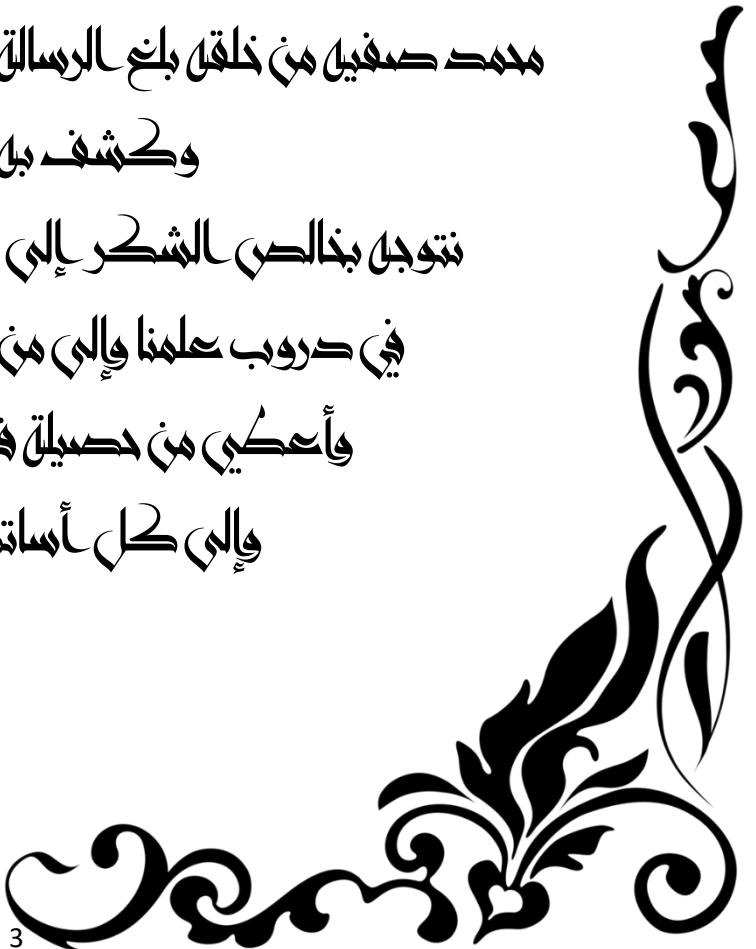 محمد صفيه من خلقه بلغ الرسالة
وكشف به
نتوجه بخالص الشكر إلى
في دروب علمنا وإلى من
وأعطى من حصيلة
وإلى كل
3